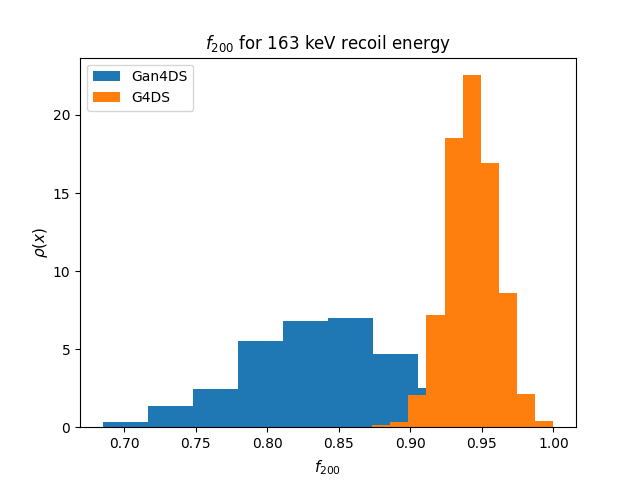 f₂₀₀ for 163 keV recoil energy
Gan4DS
G4DS
ρ(x)
20
15
10
5
0
0.70 0.75 0.80 0.85 0.90 0.95 1.00
f₂₀₀